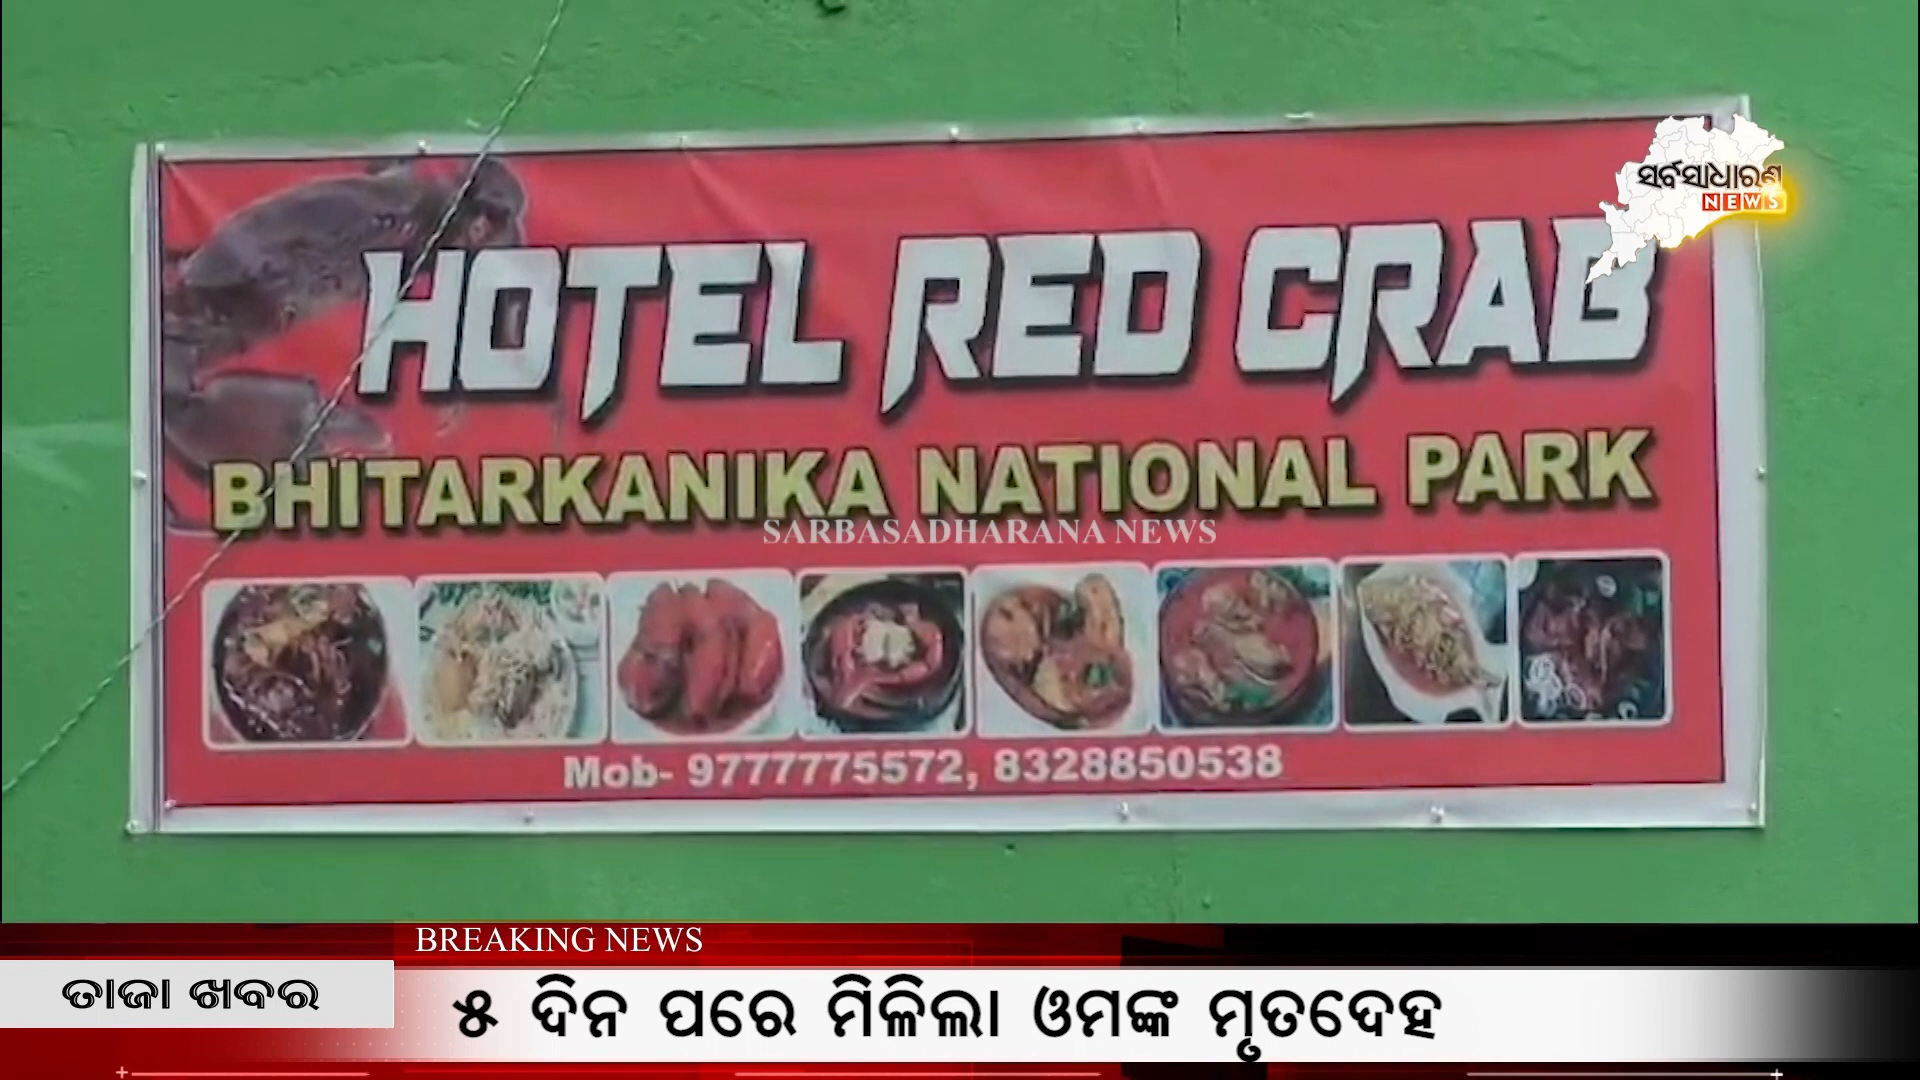 ସର୍ବସାଧାରଣ
NEWS
HOTEL RED CRAB
BHITARKANIKA NATIONAL PARK
SARBASADHARANA NEWS
Mob- 9777775572, 8328850538
BREAKING NEWS
ତାଜା ଖବର
୫ ଦିନ ପରେ ମିଳିଲା ଓମଙ୍କ ମୃତଦେହ